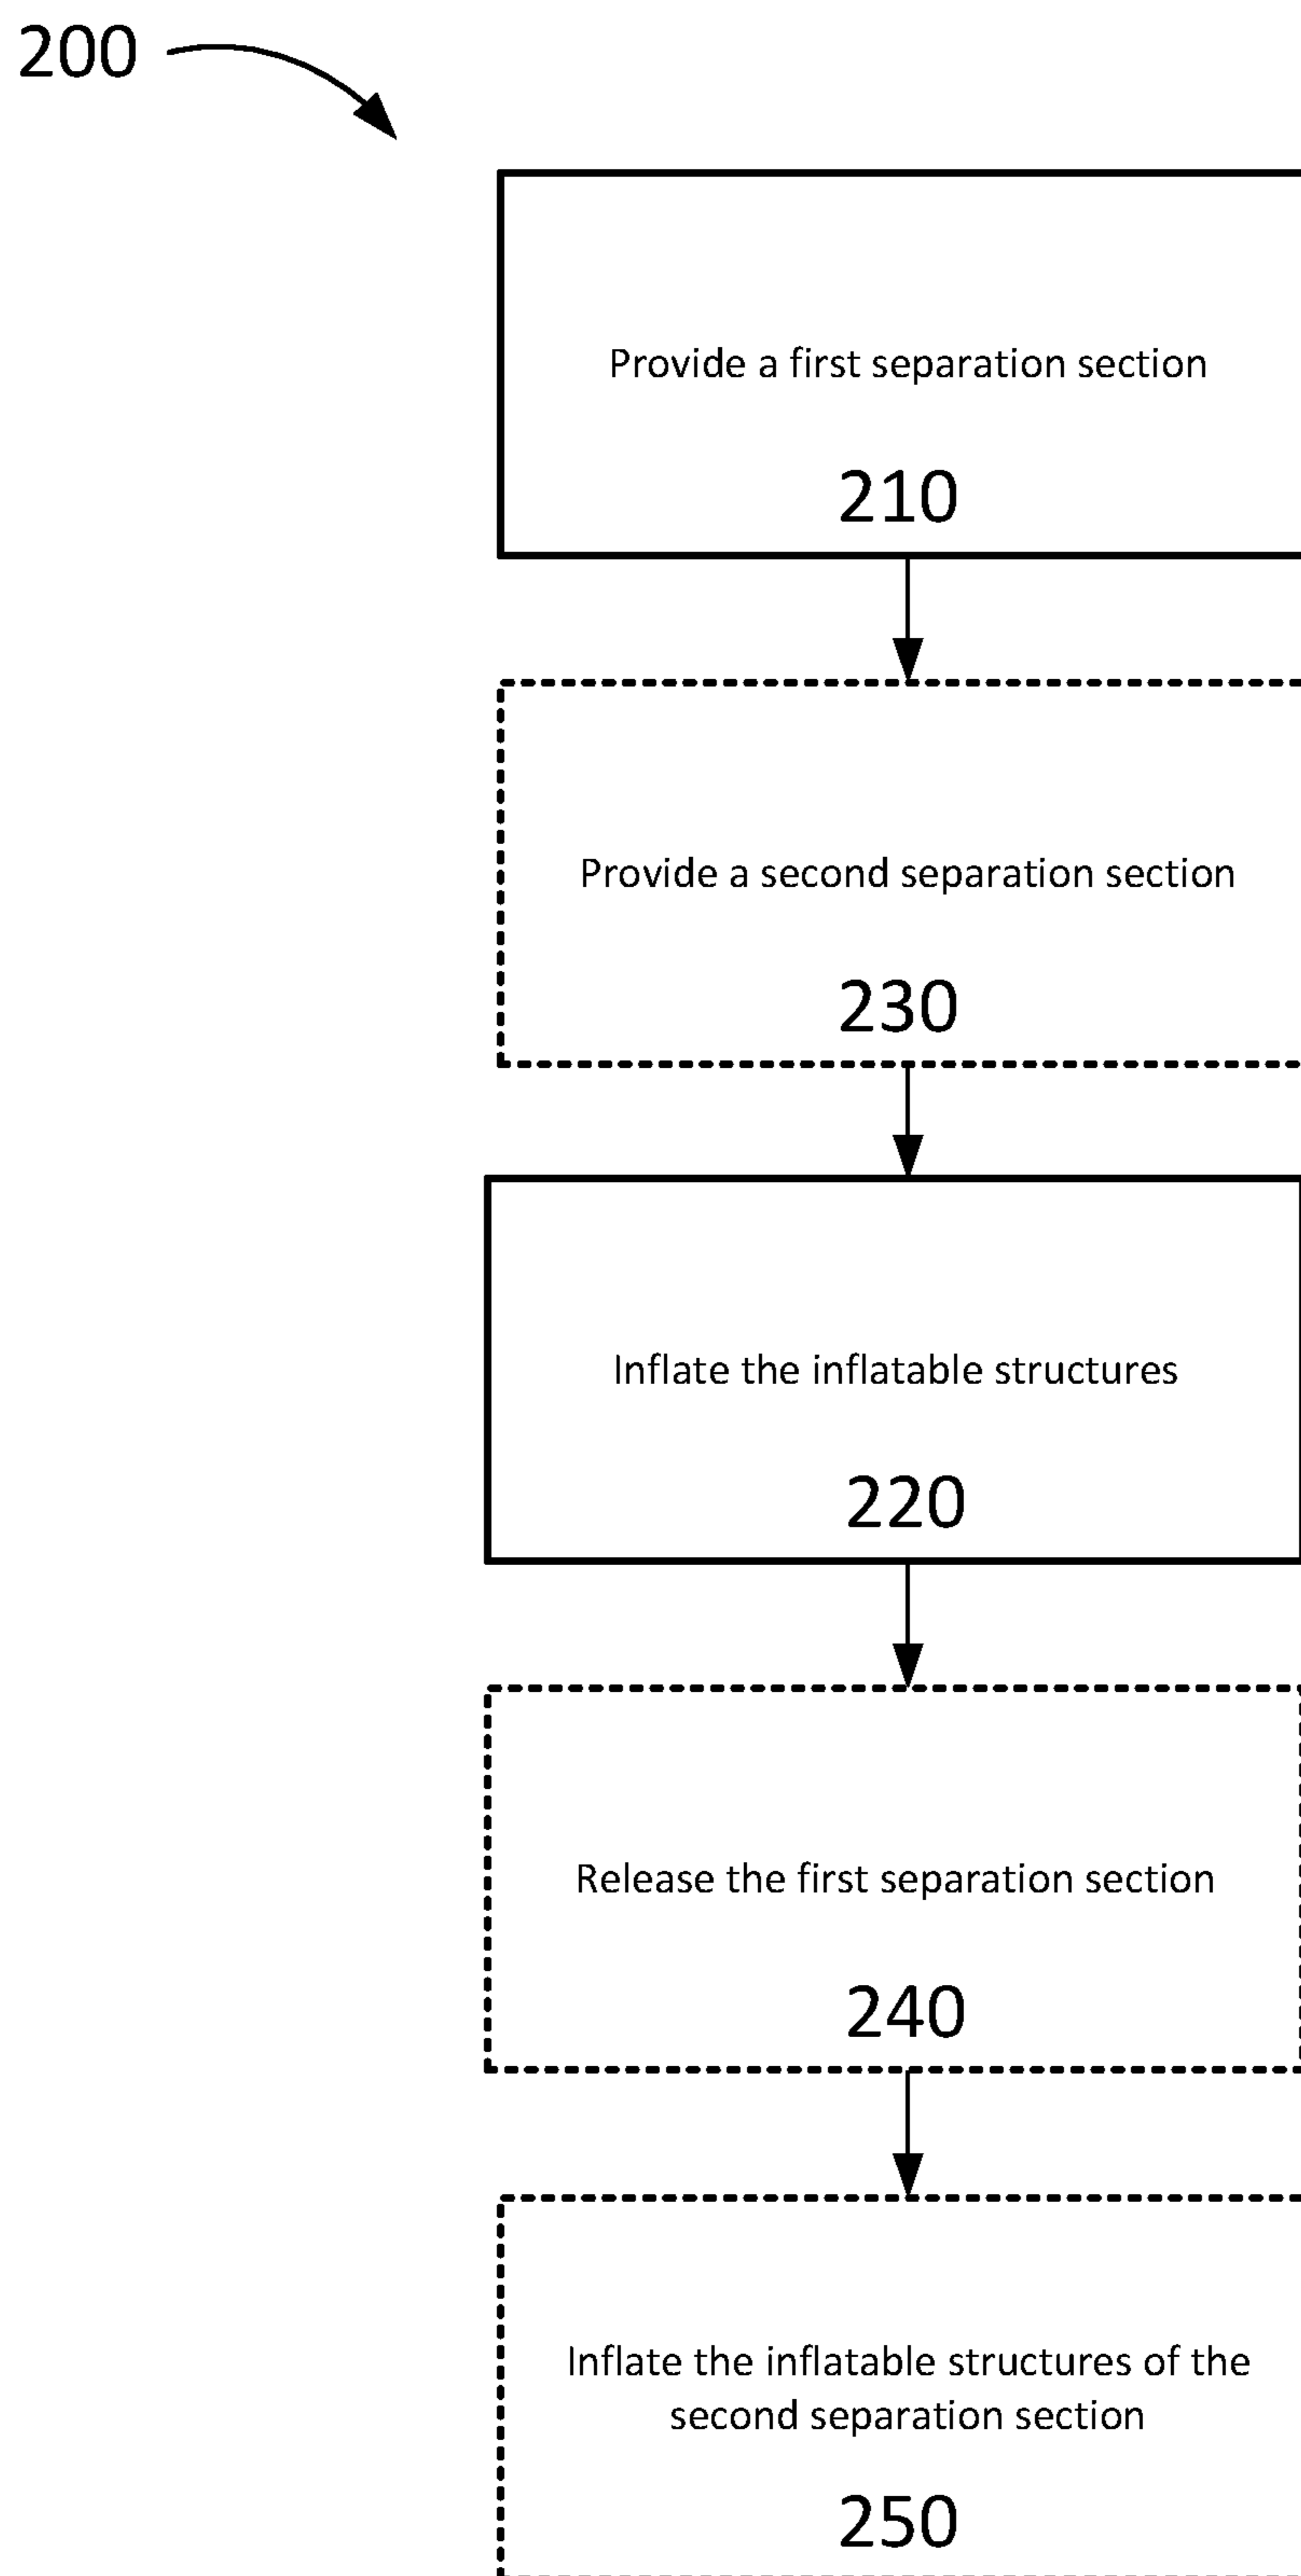 200
Provide a first separation section
210
Provide a second separation section
230
Inflate the inflatable structures
220
Release the first separation section
240
Inflate the inflatable structures of the
second separation section
250